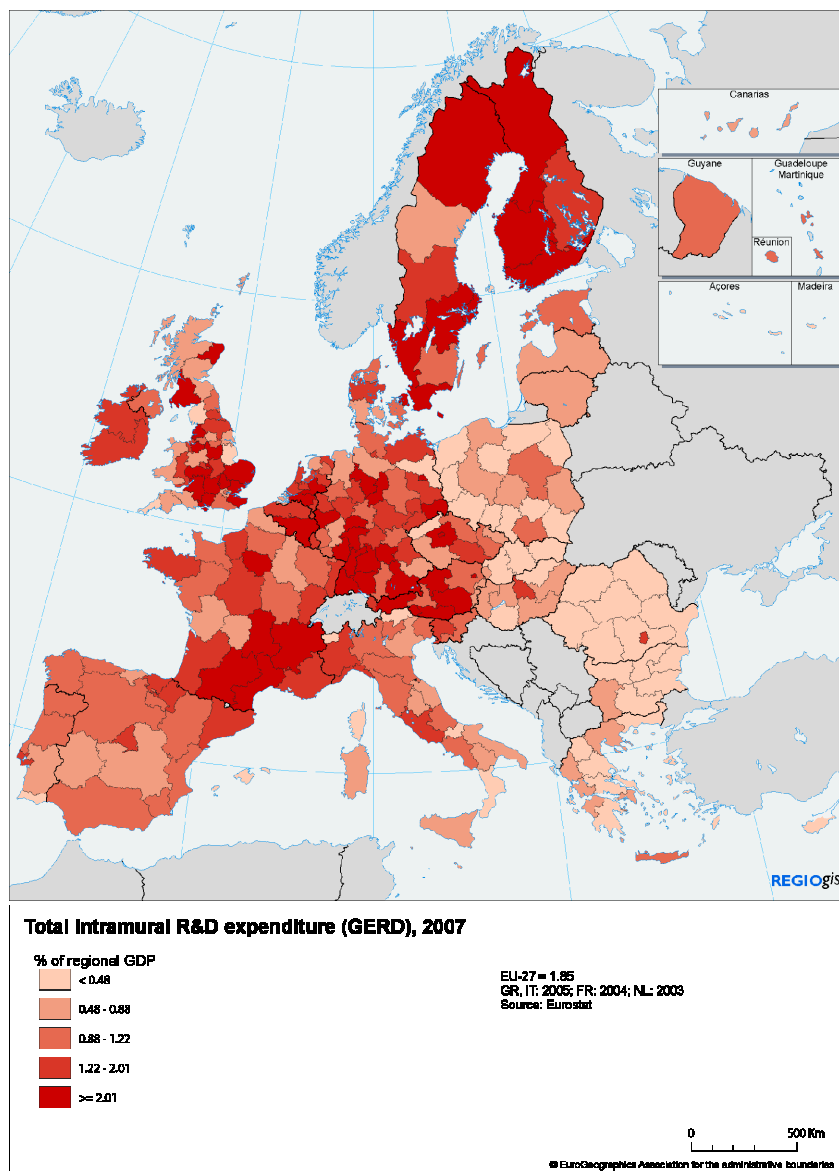 Canarias
Guyane
Guadeloupe
Martinique
Réunion
Açores
Madeira
REGIOgis
Total intramural R&D expenditure (GERD), 2007
% of regional GDP
< 0.48
0.48 - 0.88
0.88 - 1.22
1.22 - 2.01
>= 2.01
EU-27 = 1.85
GR, IT: 2005; FR: 2004; NL: 2003
Source: Eurostat
0 500 Km
© EuroGeographics Association for the administrative boundaries